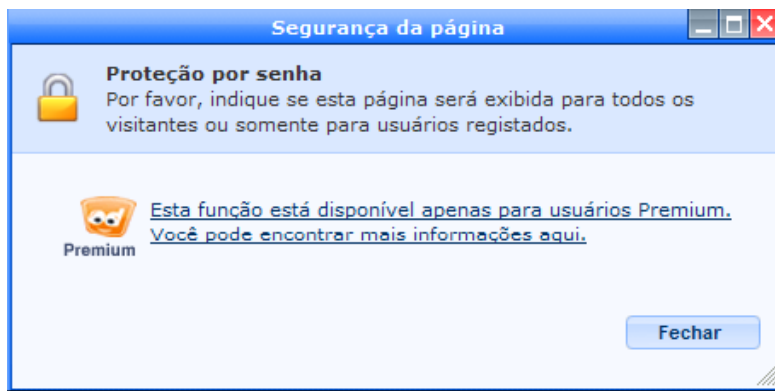 Segurança da página
Proteção por senha
Por favor, indique se esta página será exibida para todos os
visitantes ou somente para usuários registados.
Esta função está disponível apenas para usuários Premium.
Você pode encontrar mais informações aqui.
Premium
Fechar